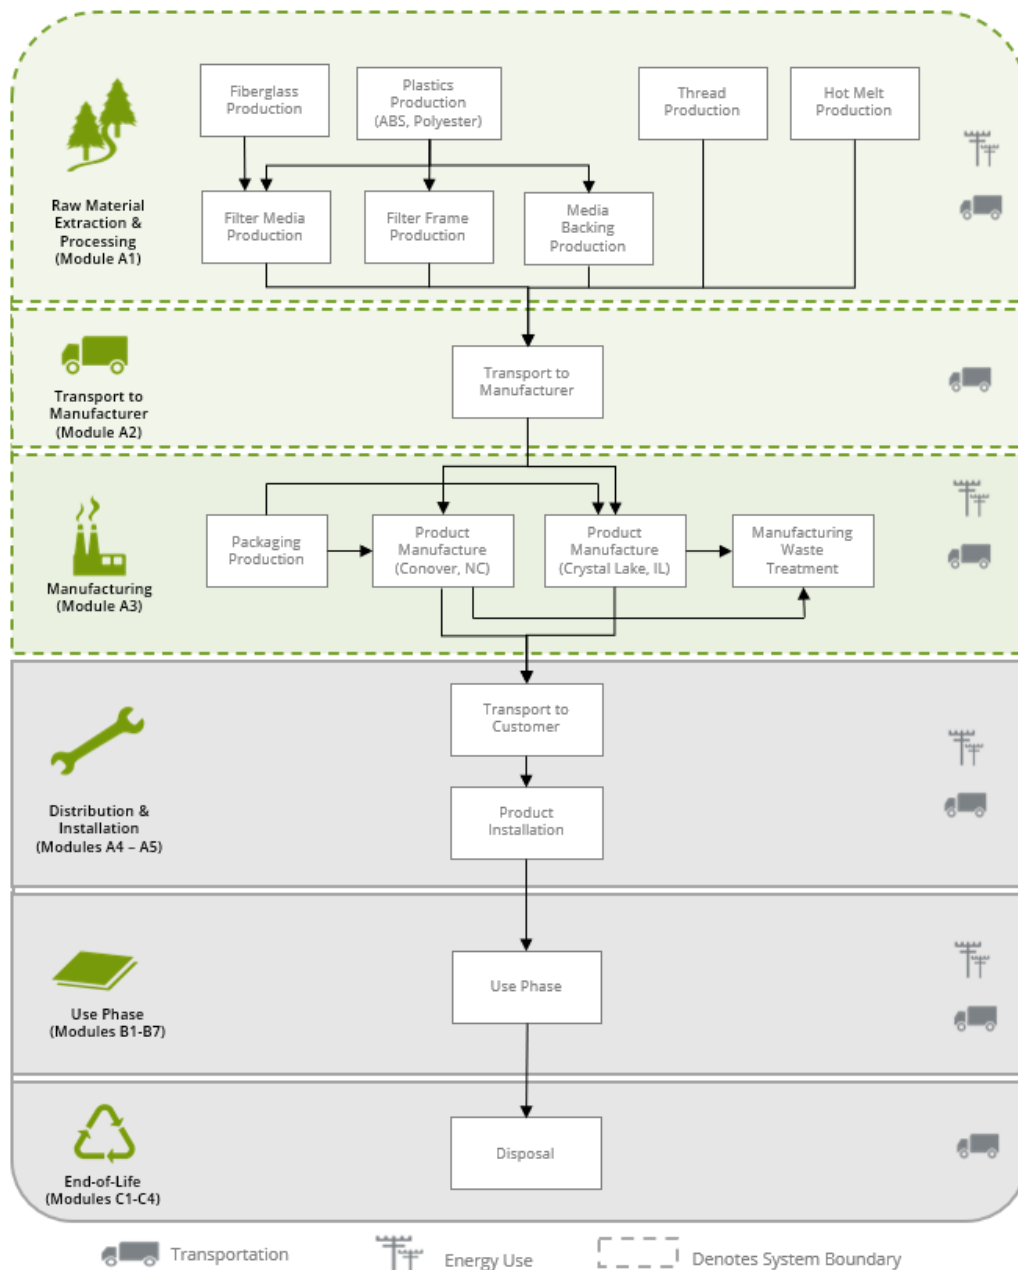 Fiberglass
Production
Plastics
Production
(ABS, Polyester)
Thread
Production
Hot Melt
Production
Raw Material
Extraction &
Processing
(Module A1)
Filter Media
Production
Filter Frame
Production
Media
Backing
Production
Transport to
Manufacturer
(Module A2)
Transport to
Manufacturer
Manufacturing
(Module A3)
Packaging
Production
Product
Manufacture
(Conover, NC)
Product
Manufacture
(Crystal Lake, IL)
Manufacturing
Waste
Treatment
Distribution &
Installation
(Modules A4 – A5)
Transport to
Customer
Product
Installation
Use Phase
(Modules B1-B7)
Use Phase
End-of-Life
(Modules C1-C4)
Disposal
Transportation
Energy Use
Denotes System Boundary